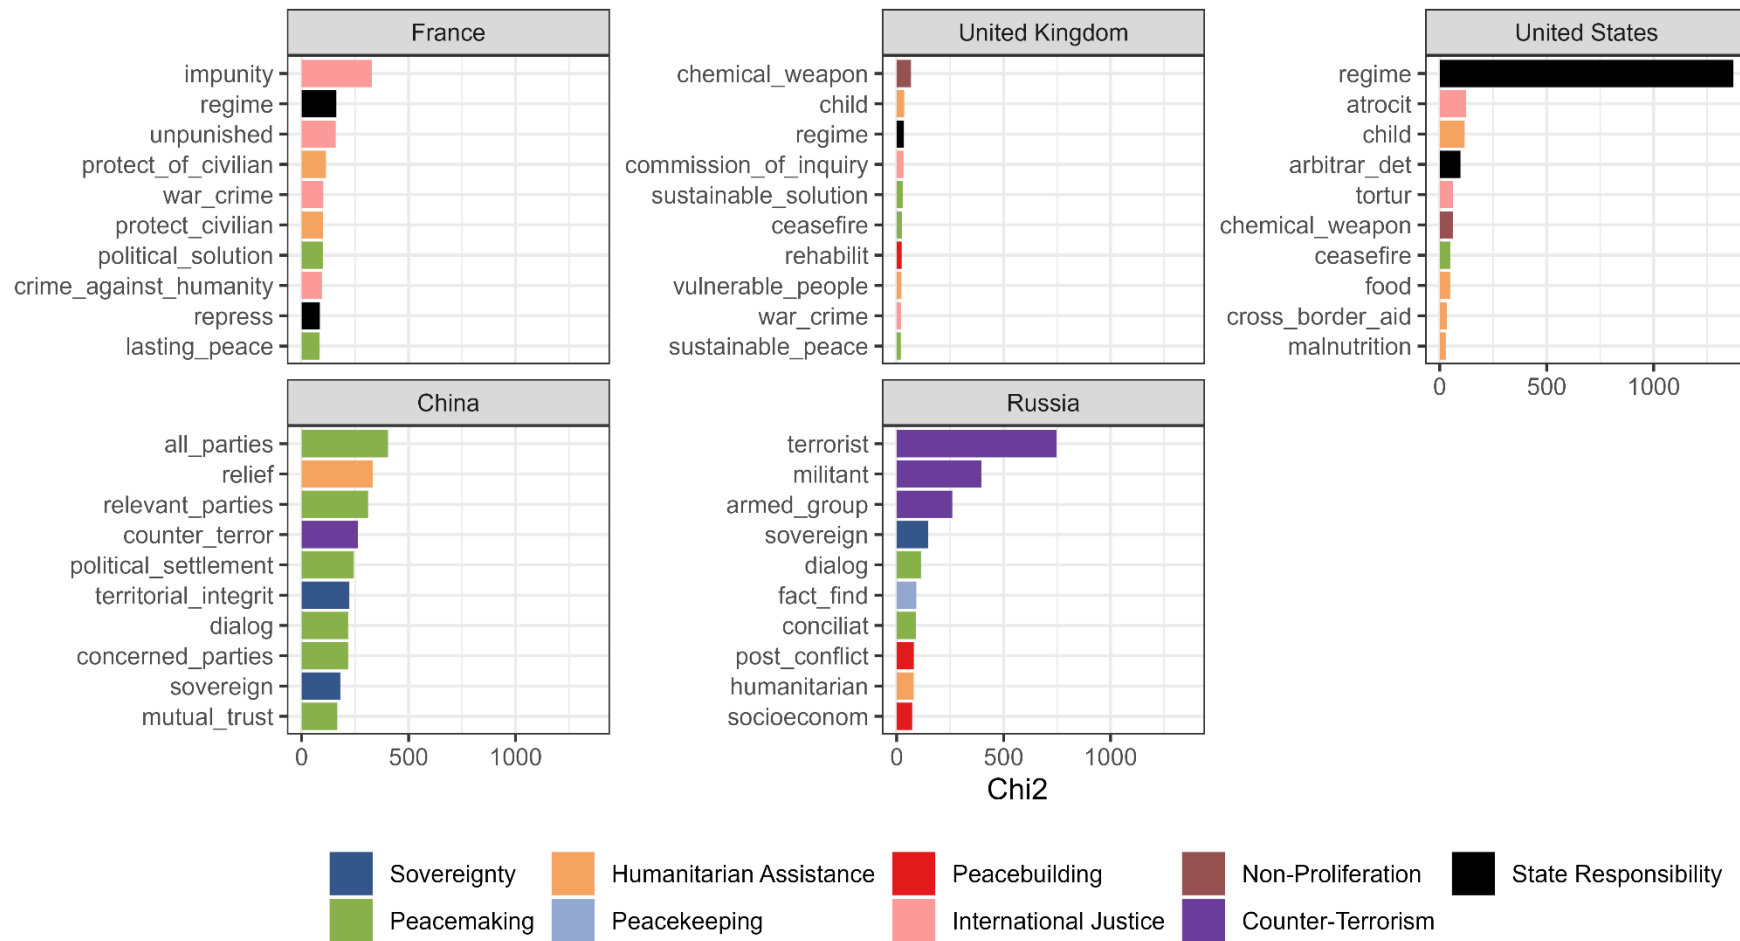 France
impunity
regime
unpunished
protect_of_civilian
war_crime
protect_civilian
political_solution
crime_against_humanity
repress
lasting_peace
United Kingdom
chemical_weapon
child
regime
commission_of_inquiry
sustainable_solution
ceasefire
rehabilit
vulnerable_people
war_crime
sustainable_peace
United States
regime
atrocit
child
arbitrar_det
tortur
chemical_weapon
ceasefire
food
cross_border_aid
malnutrition
0 500 1000
China
all_parties
relief
relevant_parties
counter_terror
political_settlement
territorial_integrit
dialog
concerned_parties
sovereign
mutual_trust
0 500 1000
Russia
terrorist
militant
armed_group
sovereign
dialog
fact_find
conciliat
post_conflict
humanitarian
socioeconom
0 500 1000
Chi2
Sovereignty Humanitarian Assistance Peacebuilding Non-Proliferation State Responsibility
Peacemaking Peacekeeping International Justice Counter-Terrorism